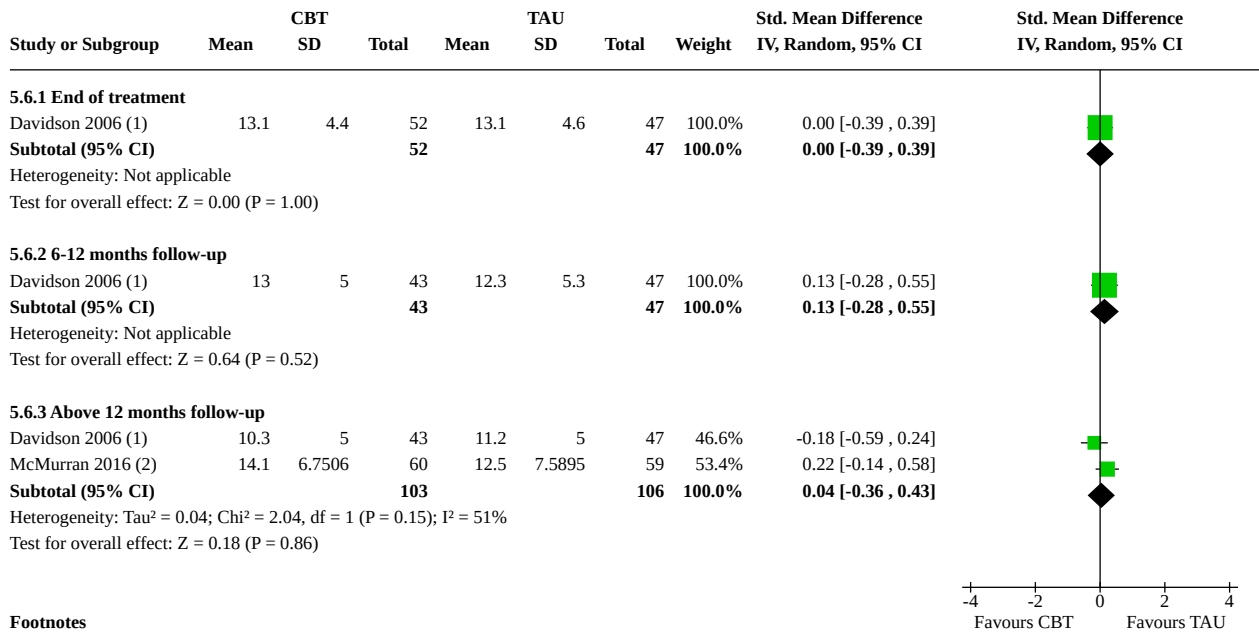 CBT TAU Std. Mean Difference Std. Mean Difference
Study or Subgroup Mean SD Total Mean SD Total Weight IV, Random, 95% CI IV, Random, 95% CI
5.6.1 End of treatment
Davidson 2006 (1) 13.1 4.4 52 13.1 4.6 47 100.0% 0.00 [-0.39 , 0.39]
Subtotal (95% CI) 52 47 100.0% 0.00 [-0.39 , 0.39]
Heterogeneity: Not applicable
Test for overall effect: Z = 0.00 (P = 1.00)
5.6.2 6-12 months follow-up
Davidson 2006 (1) 13 5 43 12.3 5.3 47 100.0% 0.13 [-0.28 , 0.55]
Subtotal (95% CI) 43 47 100.0% 0.13 [-0.28 , 0.55]
Heterogeneity: Not applicable
Test for overall effect: Z = 0.64 (P = 0.52)
5.6.3 Above 12 months follow-up
Davidson 2006 (1) 10.3 5 43 11.2 5 47 46.6% -0.18 [-0.59 , 0.24]
McMurran 2016 (2) 14.1 6.7506 60 12.5 7.5895 59 53.4% 0.22 [-0.14 , 0.58]
Subtotal (95% CI) 103 106 100.0% 0.04 [-0.36 , 0.43]
Heterogeneity: Tau² = 0.04; Chi² = 2.04, df = 1 (P = 0.15); I² = 51%
Test for overall effect: Z = 0.18 (P = 0.86)
-4 -2 0 2 4
Footnotes Favours CBT Favours TAU